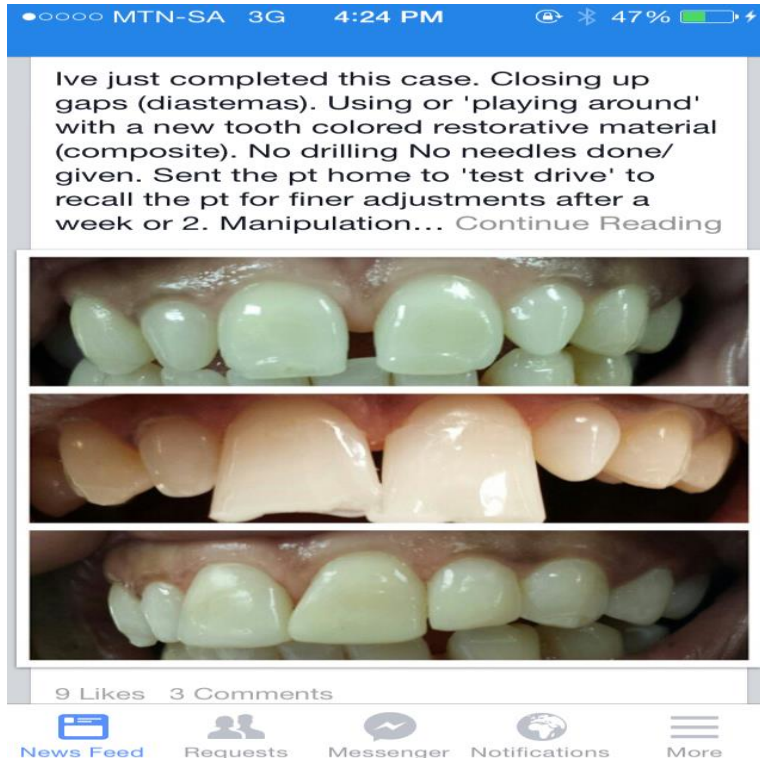 MTN-SA 3G 4:24 PM 47%
Ive just completed this case. Closing up
gaps (diastemas). Using or 'playing around'
with a new tooth colored restorative material
(composite). No drilling No needles done/
given. Sent the pt home to 'test drive' to
recall the pt for finer adjustments after a
week or 2. Manipulation... Continue Reading
9 Likes 3 Comments
News Feed Requests Messenger Notifications More